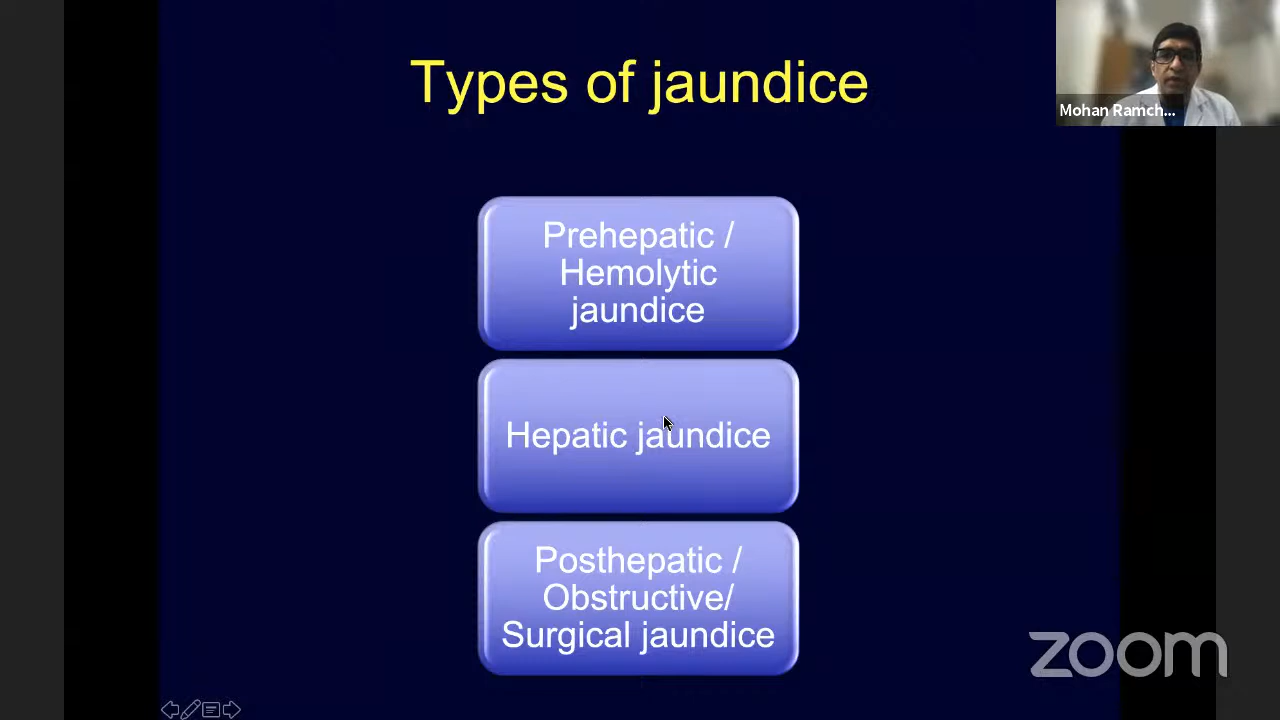 Types of jaundice
Mohan Ramch...
Prehepatic /
Hemolytic
jaundice
Hepatic jaundice
Posthepatic /
Obstructive/
Surgical jaundice
zoom